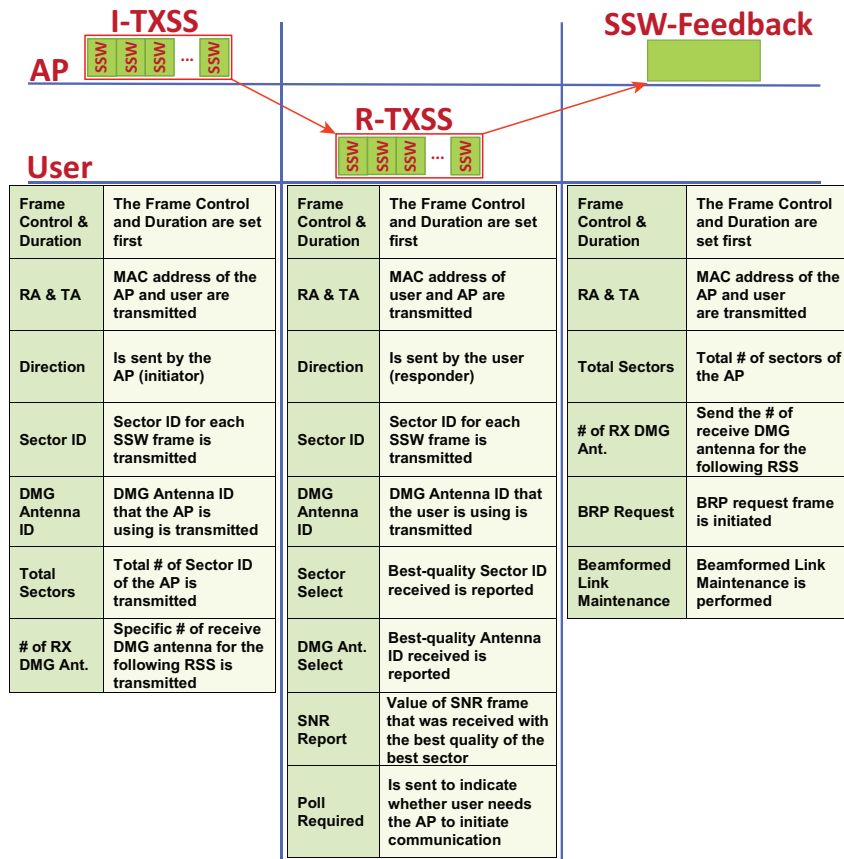 I-TXSS
SSW-Feedback
SSW SSW SSW ... SSW
AP
R-TXSS
SSW SSW SSW ... SSW
User
Frame
Control &
Duration
The Frame Control
and Duration are set
first
RA & TA
MAC address of the
AP and user are
transmitted
Direction
Is sent by the
AP (initiator)
Sector ID
Sector ID for each
SSW frame is
transmitted
DMG
Antenna
ID
DMG Antenna ID
that the AP is
using is transmitted
Total
Sectors
Total # of Sector ID
of the AP is
transmitted
# of RX
DMG Ant.
Specific # of receive
DMG antenna for the
following RSS is
transmitted
Frame
Control &
Duration
The Frame Control
and Duration are set
first
RA & TA
MAC address of
user and AP are
transmitted
Direction
Is sent by the user
(responder)
Sector ID
Sector ID for each
SSW frame is
transmitted
DMG
Antenna
ID
DMG Antenna ID that
the user is using is
transmitted
Sector
Select
Best-quality Sector ID
received is reported
DMG Ant.
Select
Best-quality Antenna
ID received is
reported
SNR
Report
Value of SNR frame
that was received with
the best quality of the
best sector
Poll
Required
Is sent to indicate
whether user needs
the AP to initiate
communication
Frame
Control &
Duration
The Frame Control
and Duration are
set first
RA & TA
MAC address of the
AP and user
are transmitted
Total Sectors
Total # of sectors of
the AP
# of RX DMG
Ant.
Send the # of
receive DMG
antenna for the
following RSS
BRP Request
BRP request frame
is initiated
Beamformed
Link
Maintenance
Beamformed Link
Maintenance is
performed